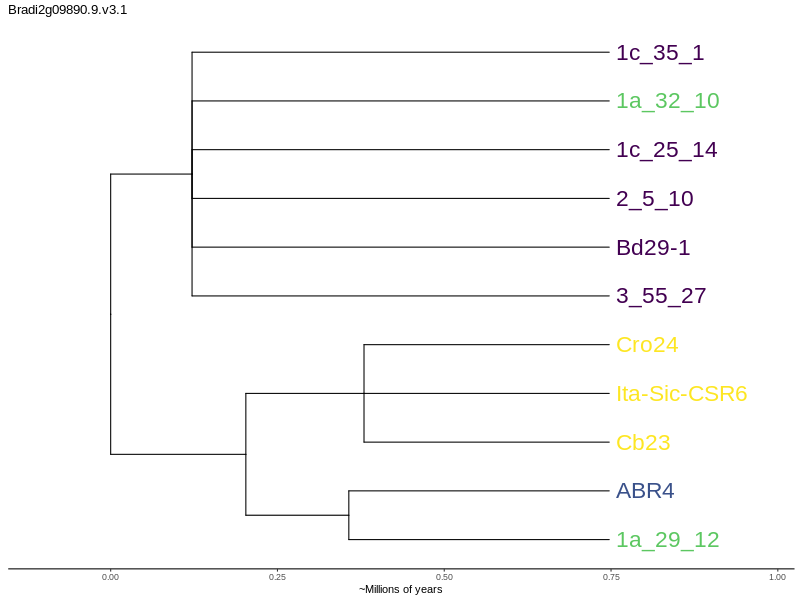 Bradi2g09890.9.v3.1
1c_35_1
1a_32_10
1c_25_14
2_5_10
Bd29-1
3_55_27
Cro24
Ita-Sic-CSR6
Cb23
ABR4
1a_29_12
0.00 0.25 0.50 0.75 1.00
~Millions of years